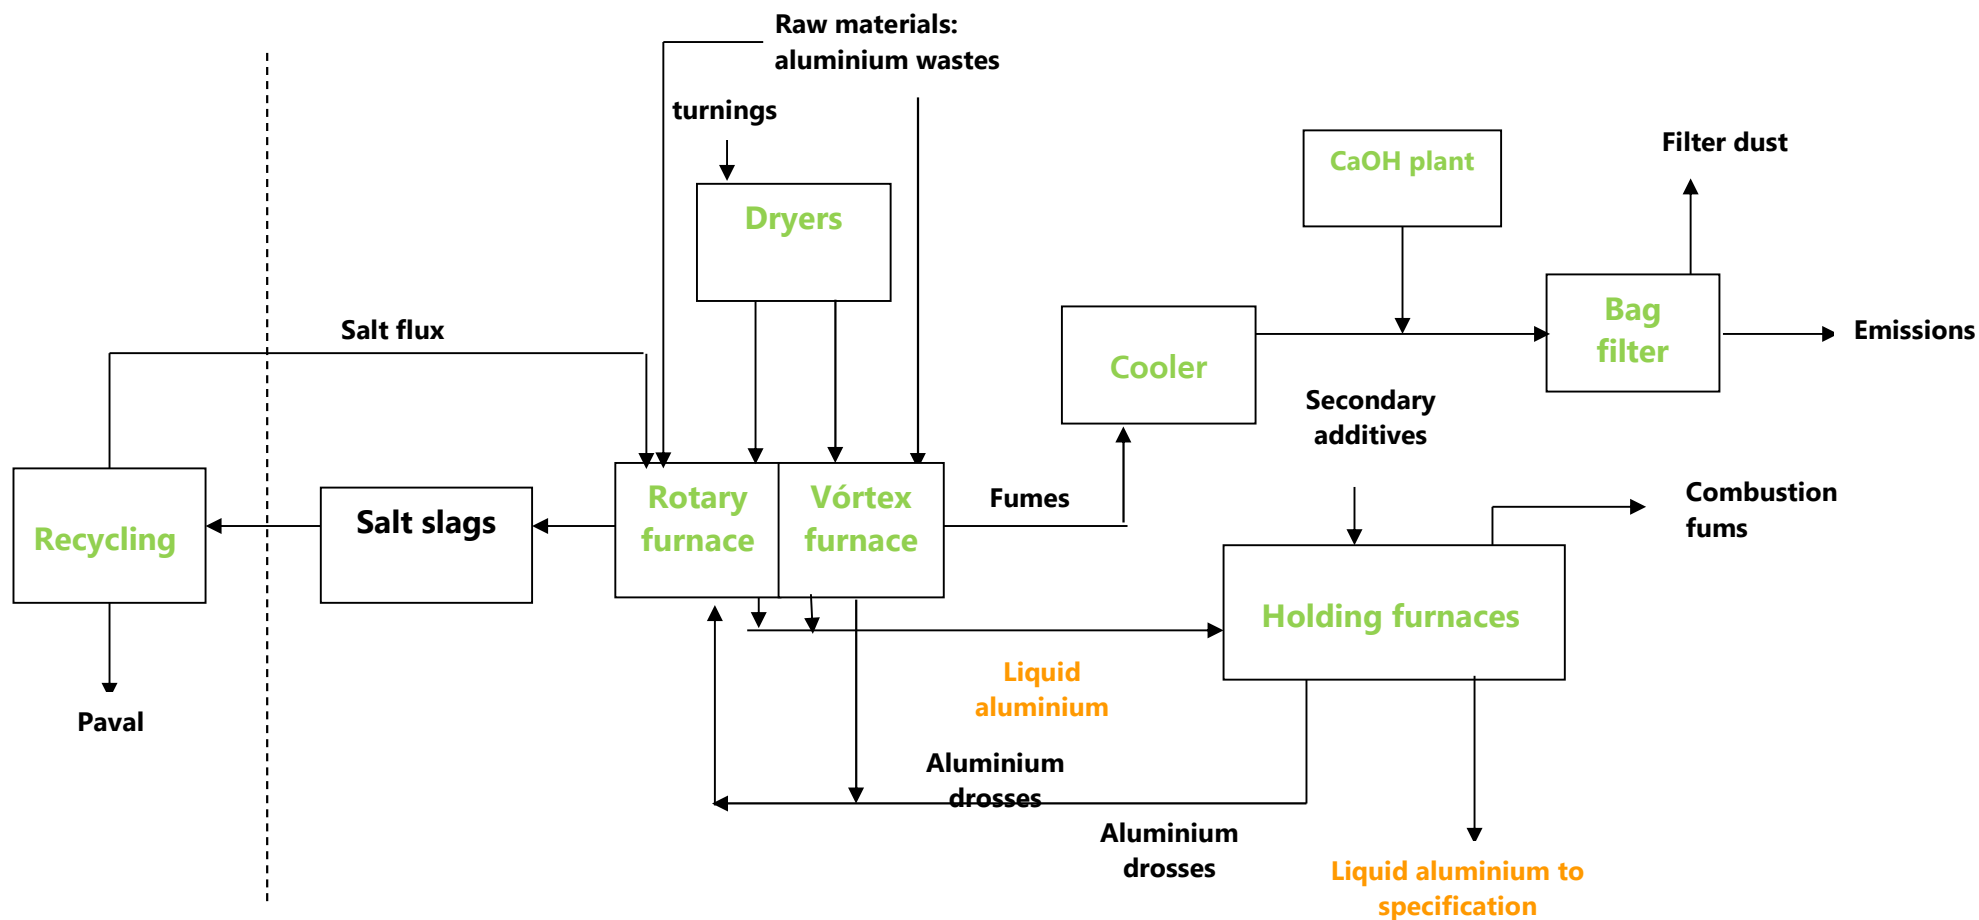 Raw materials:
aluminium wastes
turnings
CaOH plant
Filter dust
Dryers
Salt flux
Bag
filter
Emissions
Cooler
Secondary
additives
Recycling
Salt slags
Rotary
furnace
Vórtex
furnace
Fumes
Combustion
fums
Holding furnaces
Liquid
aluminium
Paval
Aluminium
drosses
Aluminium
drosses
Liquid aluminium to
specification